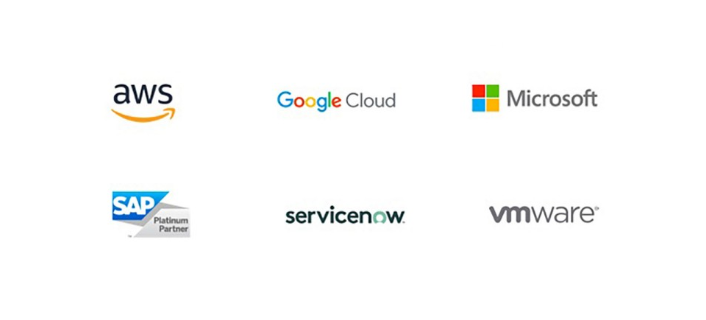 aws
Google Cloud
Microsoft
SAP
Platinum
Partner
servicenow
vmware